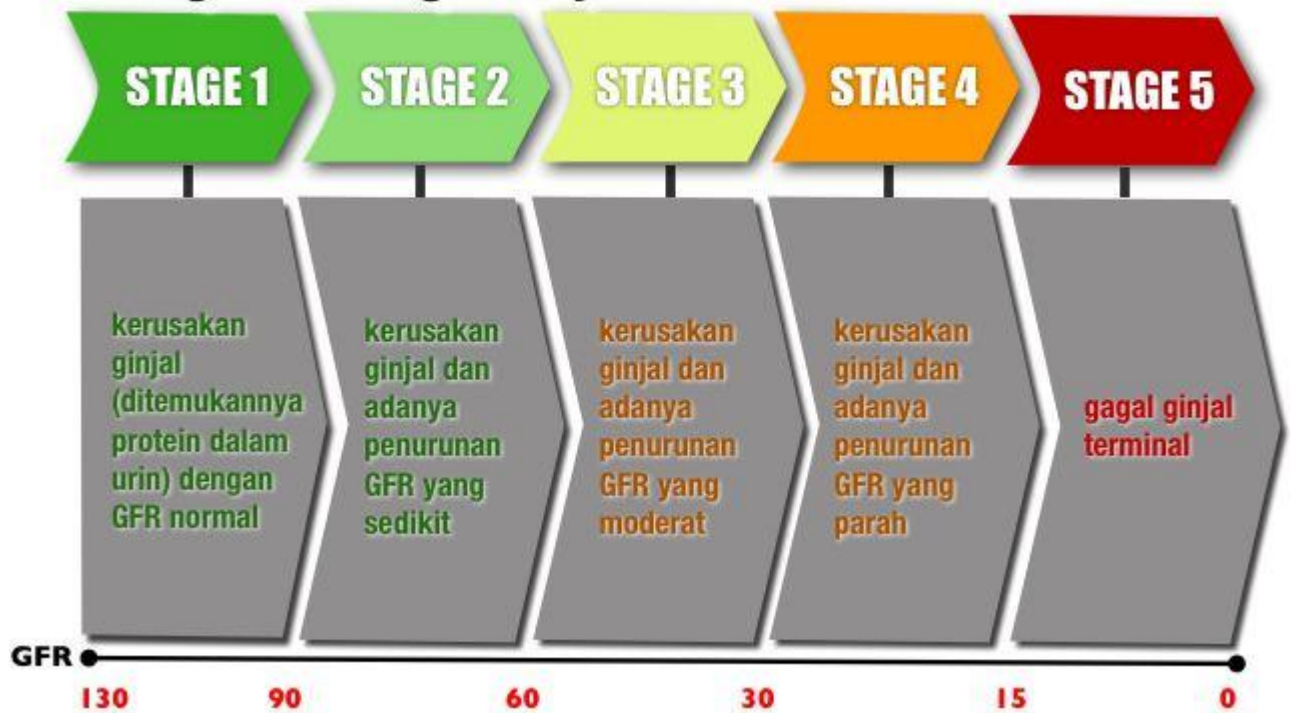 STAGE 1
STAGE 2
STAGE 3
STAGE 4
STAGE 5
kerusakan
ginjal
(ditemukannya
protein dalam
urin) dengan
GFR normal
kerusakan
ginjal dan
adanya
penurunan
GFR yang
sedikit
kerusakan
ginjal dan
adanya
penurunan
GFR yang
moderat
kerusakan
ginjal dan
adanya
penurunan
GFR yang
parah
gagal ginjal
terminal
GFR
130
90
60
30
15
0